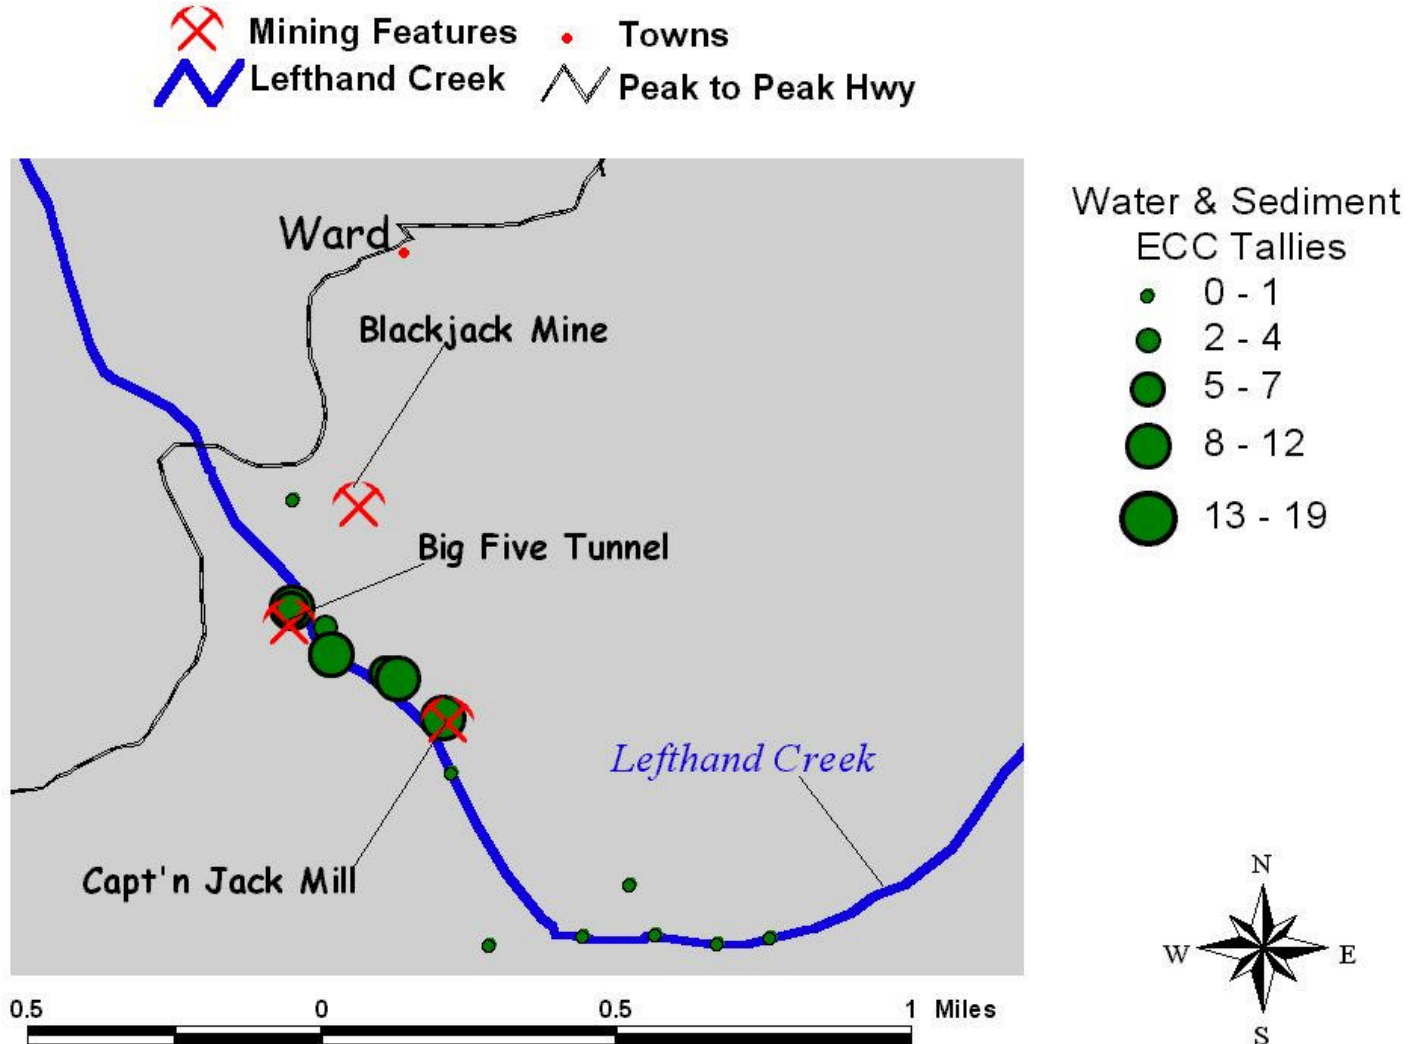 Mining Features
Towns
Lefthand Creek
Peak to Peak Hwy
Water & Sediment
ECC Tallies
0 - 1
2 - 4
5 - 7
8 - 12
13 - 19
Ward
Blackjack Mine
Big Five Tunnel
Lefthand Creek
Capt'n Jack Mill
N
W
E
S
0.5 0 0.5 1 Miles